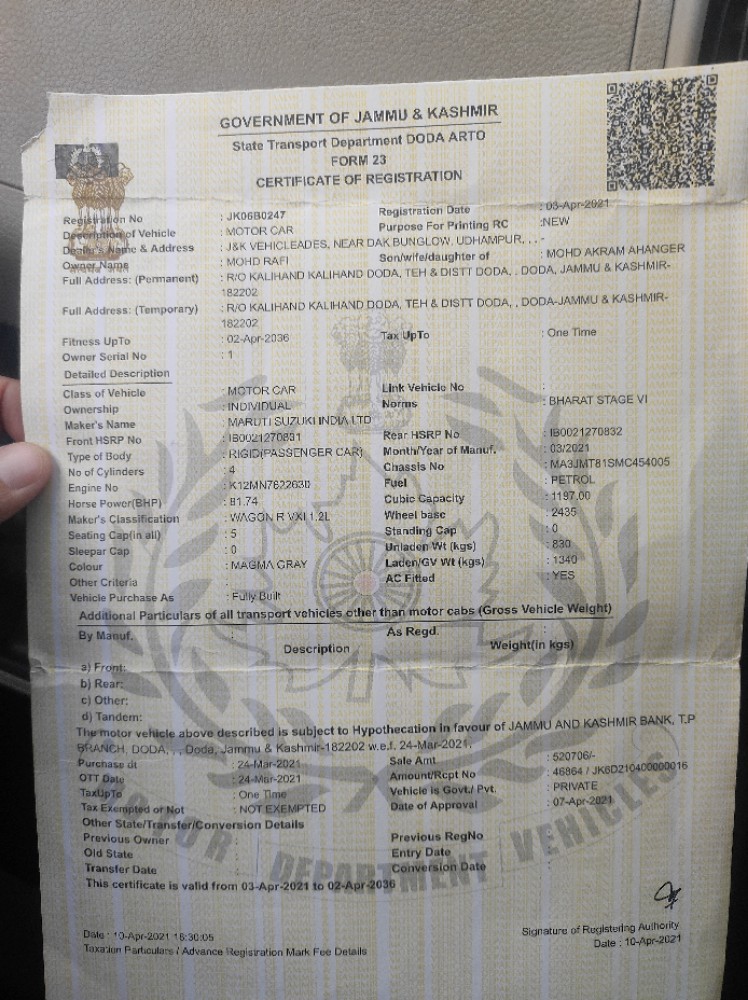 GOVERNMENT OF JAMMU & KASHMIR
State Transport Department DODA ARTO
FORM 23
CERTIFICATE OF REGISTRATION
Registration No : JK06B0247 Registration Date : 03-Apr-2021
Description of Vehicle : MOTOR CAR Purpose For Printing RC :NEW
Dealer's Name & Address : J&K VEHICLEADES, NEAR DAK BUNGLOW, UDHAMPUR, , , -
Owner Name : MOHD RAFI Son/wife/daughter of : MOHD AKRAM AHANGER
Full Address: (Permanent) : R/O KALIHAND KALIHAND DODA, TEH & DISTT DODA, , DODA, JAMMU & KASHMIR-
182202
Full Address: (Temporary) : R/O KALIHAND KALIHAND DODA, TEH & DISTT DODA, , DODA-JAMMU & KASHMIR-
182202
Fitness UpTo : 02-Apr-2036 Tax UpTo : One Time
Owner Serial No : 1
Detailed Description
Class of Vehicle : MOTOR CAR Link Vehicle No :
Ownership : INDIVIDUAL Norms : BHARAT STAGE VI
Maker's Name : MARUTI SUZUKI INDIA LTD
Front HSRP No : IB0021270831 Rear HSRP No : IB0021270832
Type of Body : RIGID(PASSENGER CAR) Month/Year of Manuf. : 03/2021
No of Cylinders : 4 Chassis No : MA3JMT81SMC454005
Engine No Fuel : PETROL
Horse Power(BHP) : 81.74 Cubic Capacity : 1197.00
Maker's Classification : WAGON R VXI 1.2L Wheel base : 2435
Seating Cap(in all) : 5 Standing Cap : 0
Sleepar Cap : 0 Unladen Wt (kgs) : 830
Colour : MAGMA GRAY Laden/GV Wt (kgs) : 1340
Other Criteria : AC Fitted : YES
Vehicle Purchase As : Fully Built
Additional Particulars of all transport vehicles other than motor cabs (Gross Vehicle Weight)
By Manuf. : As Regd. :
Description Weight(in kgs)
a) Front:
b) Rear:
c) Other:
d) Tandem:
The motor vehicle above described is subject to Hypothecation in favour of JAMMU AND KASHMIR BANK, T.P
BRANCH, DODA, , , Doda, Jammu & Kashmir-182202 w.e.f. 24-Mar-2021.
Purchase dt : 24-Mar-2021 Sale Amt : 520706/-
OTT Date : 24-Mar-2021 Amount/Rcpt No : 46864 / JK6D210400000016
TaxUpTo : One Time Vehicle is Govt./ Pvt. : PRIVATE
Tax Exempted or Not : NOT EXEMPTED Date of Approval : 07-Apr-2021
Other State/Transfer/Conversion Details
Previous Owner : Previous RegNo :
Old State : Entry Date :
Transfer Date : Conversion Date :
This certificate is valid from 03-Apr-2021 to 02-Apr-2036
MOTOR VEHICLES DEPARTMENT
Signature of Registering Authority
Date : 10-Apr-2021 16:30:05 Date : 10-Apr-2021
Taxation Particulars / Advance Registration Mark Fee Details